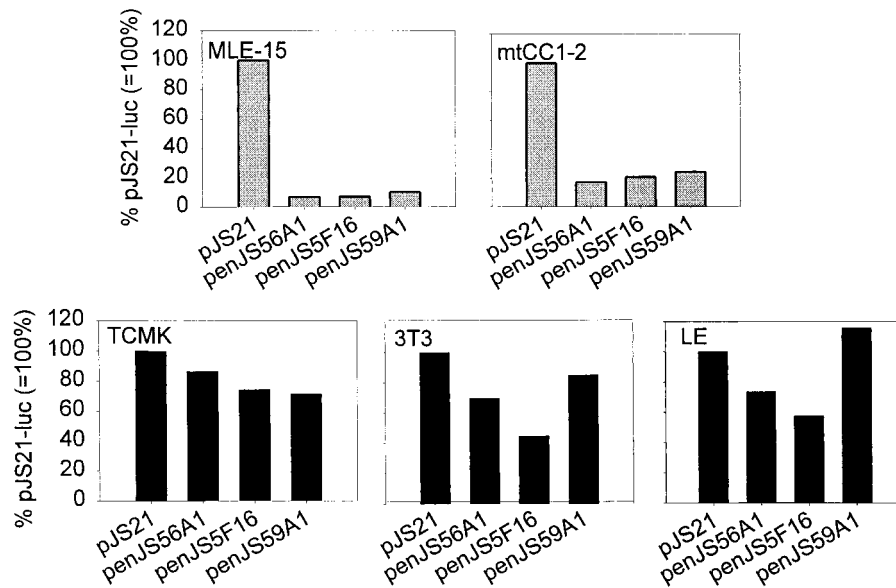 % pJS21-luc (=100%)
120
100
80
60
40
20
0
MLE-15
pJS21
penJS56A1
penJS5F16
penJS59A1
mtCC1-2
pJS21
penJS56A1
penJS5F16
penJS59A1
% pJS21-luc (=100%)
120
100
80
60
40
20
0
TCMK
pJS21
penJS56A1
penJS5F16
penJS59A1
3T3
pJS21
penJS56A1
penJS5F16
penJS59A1
LE
pJS21
penJS56A1
penJS5F16
penJS59A1